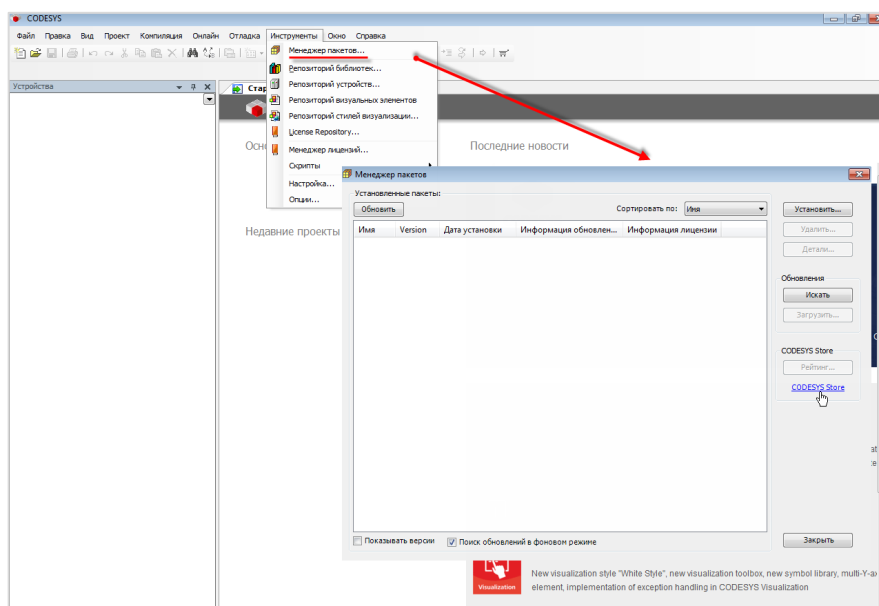 CODESYS
Файл Правка Вид Проект Компиляция Онлайн Отладка Инструменты Окно Справка
Менеджер пакетов...
Репозиторий библиотек...
Устройства
Репозиторий устройств...
Репозиторий визуальных элементов
Репозиторий стилей визуализации...
License Repository...
Последние новости
Менеджер лицензий...
Скрипты
Настройка...
Опции...
Недавние проекты
Менеджер пакетов
Установленные пакеты:
Обновить
Сортировать по: Имя
Установить...
Имя Version Дата установки Информация обновлен... Информация лицензии
Удалить...
Детали...
Обновления
Искать
Загрузить...
CODESYS Store
Рейтинг...
CODESYS Store
Показывать версии
Поиск обновлений в фоновом режиме
Закрыть
Visualization
New visualization style "White Style", new visualization toolbox, new symbol library, multi-Y-ax
element, implementation of exception handling in CODESYS Visualization